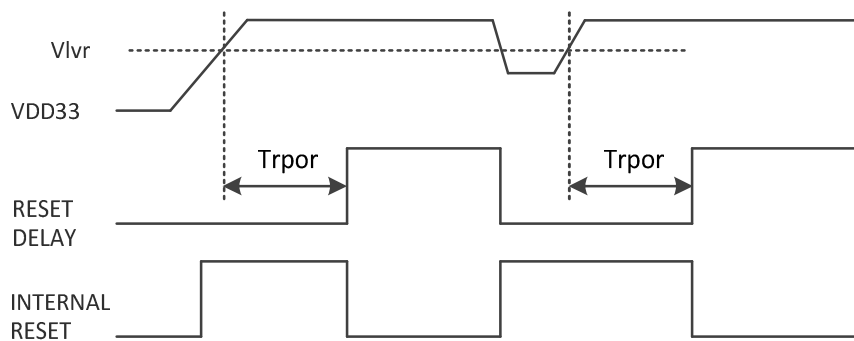 Vlvr
VDD33
Trpor
Trpor
RESET
DELAY
INTERNAL
RESET